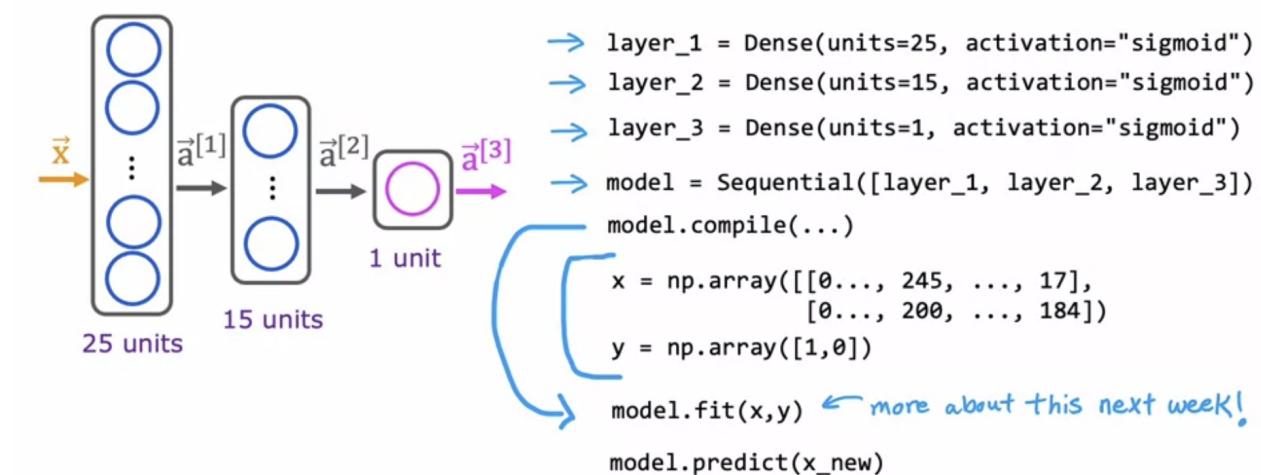 x⃗
a⃗[1]
a⃗[2]
a⃗[3]
25 units
15 units
1 unit
→ layer_1 = Dense(units=25, activation="sigmoid")
→ layer_2 = Dense(units=15, activation="sigmoid")
→ layer_3 = Dense(units=1, activation="sigmoid")
→ model = Sequential([layer_1, layer_2, layer_3])
model.compile(...)
x = np.array([[0..., 245, ..., 17],
[0..., 200, ..., 184])
y = np.array([1,0])
model.fit(x,y) ← more about this next week!
model.predict(x_new)